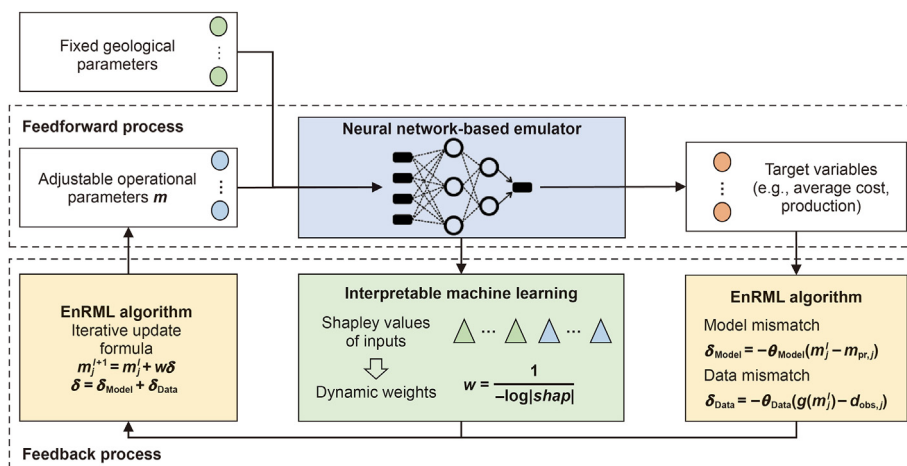 Fixed geological
parameters
Feedforward process
Adjustable operational
parameters m
Neural network-based emulator
Target variables
(e.g., average cost,
production)
EnRML algorithm
Iterative update
formula
m_j^{l+1} = m_j^l + wδ
δ = δ_Model + δ_Data
Interpretable machine learning
Shapley values
of inputs
... ...
Dynamic weights
w = 1 / (−log|shap|)
EnRML algorithm
Model mismatch
δ_Model = −θ_Model(m_j^l − m_pr,j)
Data mismatch
δ_Data = −θ_Data(g(m_j^l) − d_obs,j)
Feedback process